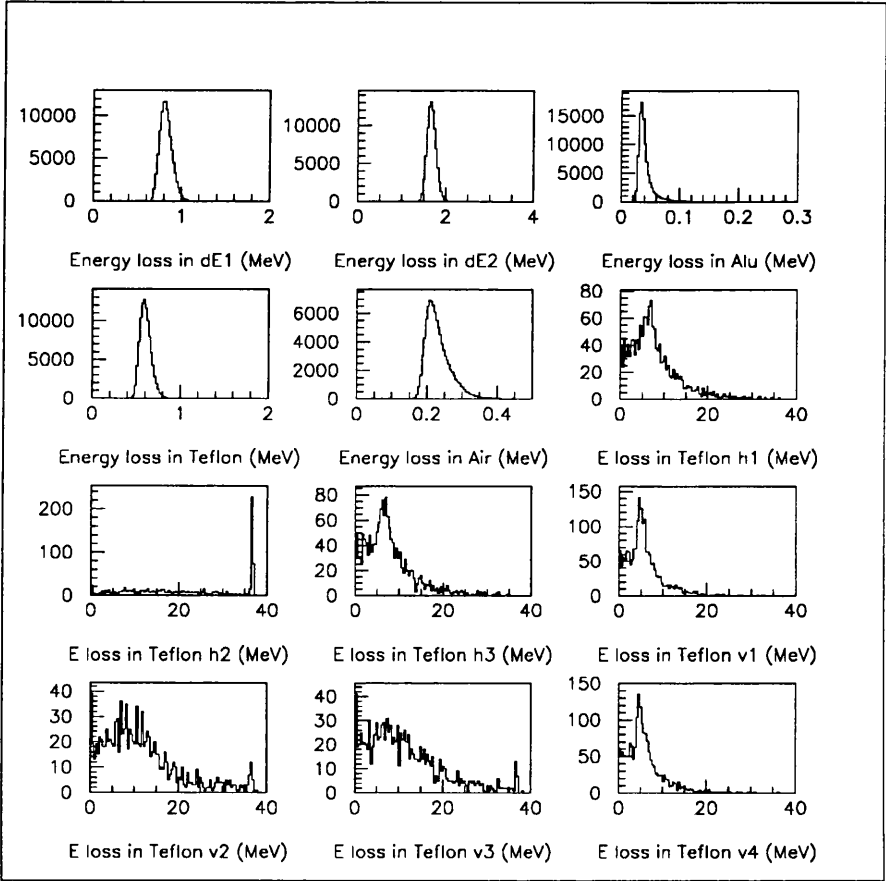 10000
5000
0
0 1 2
Energy loss in dE1 (MeV)
10000
5000
0
0 2 4
Energy loss in dE2 (MeV)
15000
10000
5000
0
0 0.1 0.2 0.3
Energy loss in Alu (MeV)
10000
5000
0
0 1 2
Energy loss in Teflon (MeV)
6000
4000
2000
0
0 0.2 0.4
Energy loss in Air (MeV)
80
60
40
20
0
0 20 40
E loss in Teflon h1 (MeV)
200
100
0
0 20 40
E loss in Teflon h2 (MeV)
80
60
40
20
0
0 20 40
E loss in Teflon h3 (MeV)
150
100
50
0
0 20 40
E loss in Teflon v1 (MeV)
40
30
20
10
0
0 20 40
E loss in Teflon v2 (MeV)
40
30
20
10
0
0 20 40
E loss in Teflon v3 (MeV)
150
100
50
0
0 20 40
E loss in Teflon v4 (MeV)